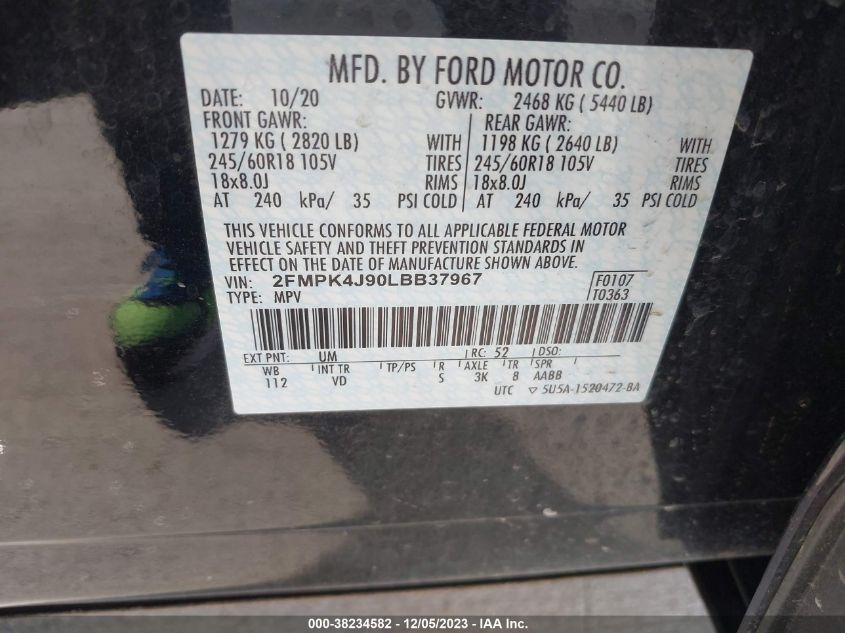 MFD. BY FORD MOTOR CO.
DATE: 10/20 GVWR: 2468 KG ( 5440 LB)
FRONT GAWR: REAR GAWR:
1279 KG ( 2820 LB) WITH 1198 KG ( 2640 LB) WITH
245/60R18 105V TIRES 245/60R18 105V TIRES
18x8.0J RIMS 18x8.0J RIMS
AT 240 kPa/ 35 PSI COLD AT 240 kPa/ 35 PSI COLD
THIS VEHICLE CONFORMS TO ALL APPLICABLE FEDERAL MOTOR
VEHICLE SAFETY AND THEFT PREVENTION STANDARDS IN
EFFECT ON THE DATE OF MANUFACTURE SHOWN ABOVE.
VIN: 2FMPK4J90LBB37967 F0107
TYPE: MPV T0363
EXT PNT: UM RC: 52 DSO:
WB INT TR TP/PS R AXLE TR SPR
112 VD S 3K 8 AABB
UTC ▽ 5U5A-1520472-BA
000-38234582 - 12/05/2023 - IAA Inc.